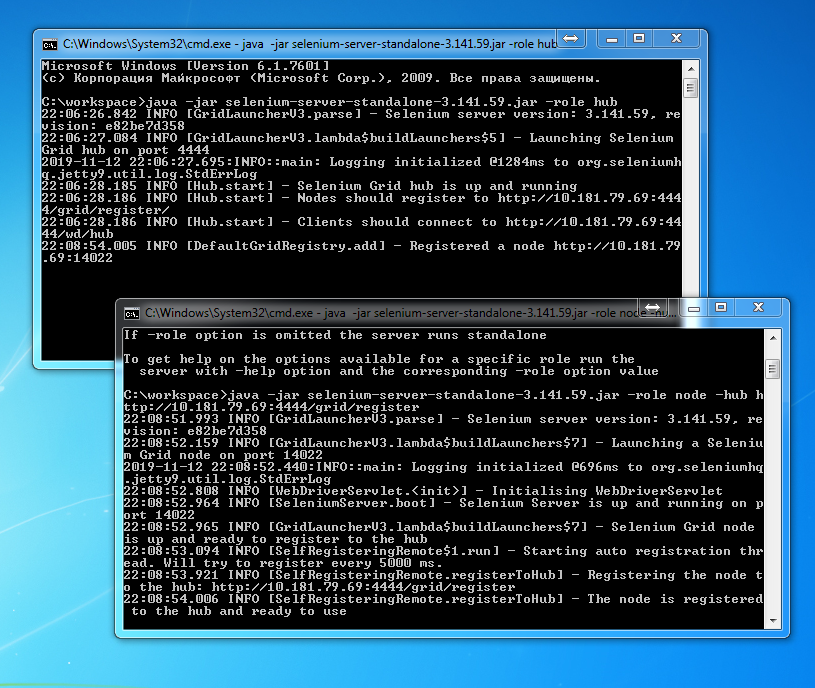 C:\Windows\System32\cmd.exe - java  -jar selenium-server-standalone-3.141.59.jar -role hub
Microsoft Windows [Version 6.1.7601]
(c) Корпорация Майкрософт (Microsoft Corp.), 2009. Все права защищены.
C:\workspace>java -jar selenium-server-standalone-3.141.59.jar -role hub
22:06:26.842 INFO [GridLauncherV3.parse] - Selenium server version: 3.141.59, re
vision: e82be7d358
22:06:27.084 INFO [GridLauncherV3.lambda$buildLaunchers$5] - Launching Selenium
Grid hub on port 4444
2019-11-12 22:06:27.695:INFO::main: Logging initialized @1284ms to org.seleniumh
q.jetty9.util.log.StdErrLog
22:06:28.185 INFO [Hub.start] - Selenium Grid hub is up and running
22:06:28.186 INFO [Hub.start] - Nodes should register to http://10.181.79.69:444
4/grid/register/
22:06:28.186 INFO [Hub.start] - Clients should connect to http://10.181.79.69:44
44/wd/hub
22:08:54.005 INFO [DefaultGridRegistry.add] - Registered a node http://10.181.79
.69:14022
C:\Windows\System32\cmd.exe - java  -jar selenium-server-standalone-3.141.59.jar -role node -hu...
If -role option is omitted the server runs standalone
To get help on the options available for a specific role run the
  server with -help option and the corresponding -role option value
C:\workspace>java -jar selenium-server-standalone-3.141.59.jar -role node -hub h
ttp://10.181.79.69:4444/grid/register
22:08:51.993 INFO [GridLauncherV3.parse] - Selenium server version: 3.141.59, re
vision: e82be7d358
22:08:52.159 INFO [GridLauncherV3.lambda$buildLaunchers$7] - Launching a Seleniu
m Grid node on port 14022
2019-11-12 22:08:52.440:INFO::main: Logging initialized @696ms to org.seleniumhq
.jetty9.util.log.StdErrLog
22:08:52.808 INFO [WebDriverServlet.<init>] - Initialising WebDriverServlet
22:08:52.964 INFO [SeleniumServer.boot] - Selenium Server is up and running on p
ort 14022
22:08:52.965 INFO [GridLauncherV3.lambda$buildLaunchers$7] - Selenium Grid node
is up and ready to register to the hub
22:08:53.094 INFO [SelfRegisteringRemote$1.run] - Starting auto registration thr
ead. Will try to register every 5000 ms.
22:08:53.921 INFO [SelfRegisteringRemote.registerToHub] - Registering the node t
o the hub: http://10.181.79.69:4444/grid/register
22:08:54.006 INFO [SelfRegisteringRemote.registerToHub] - The node is registered
 to the hub and ready to use